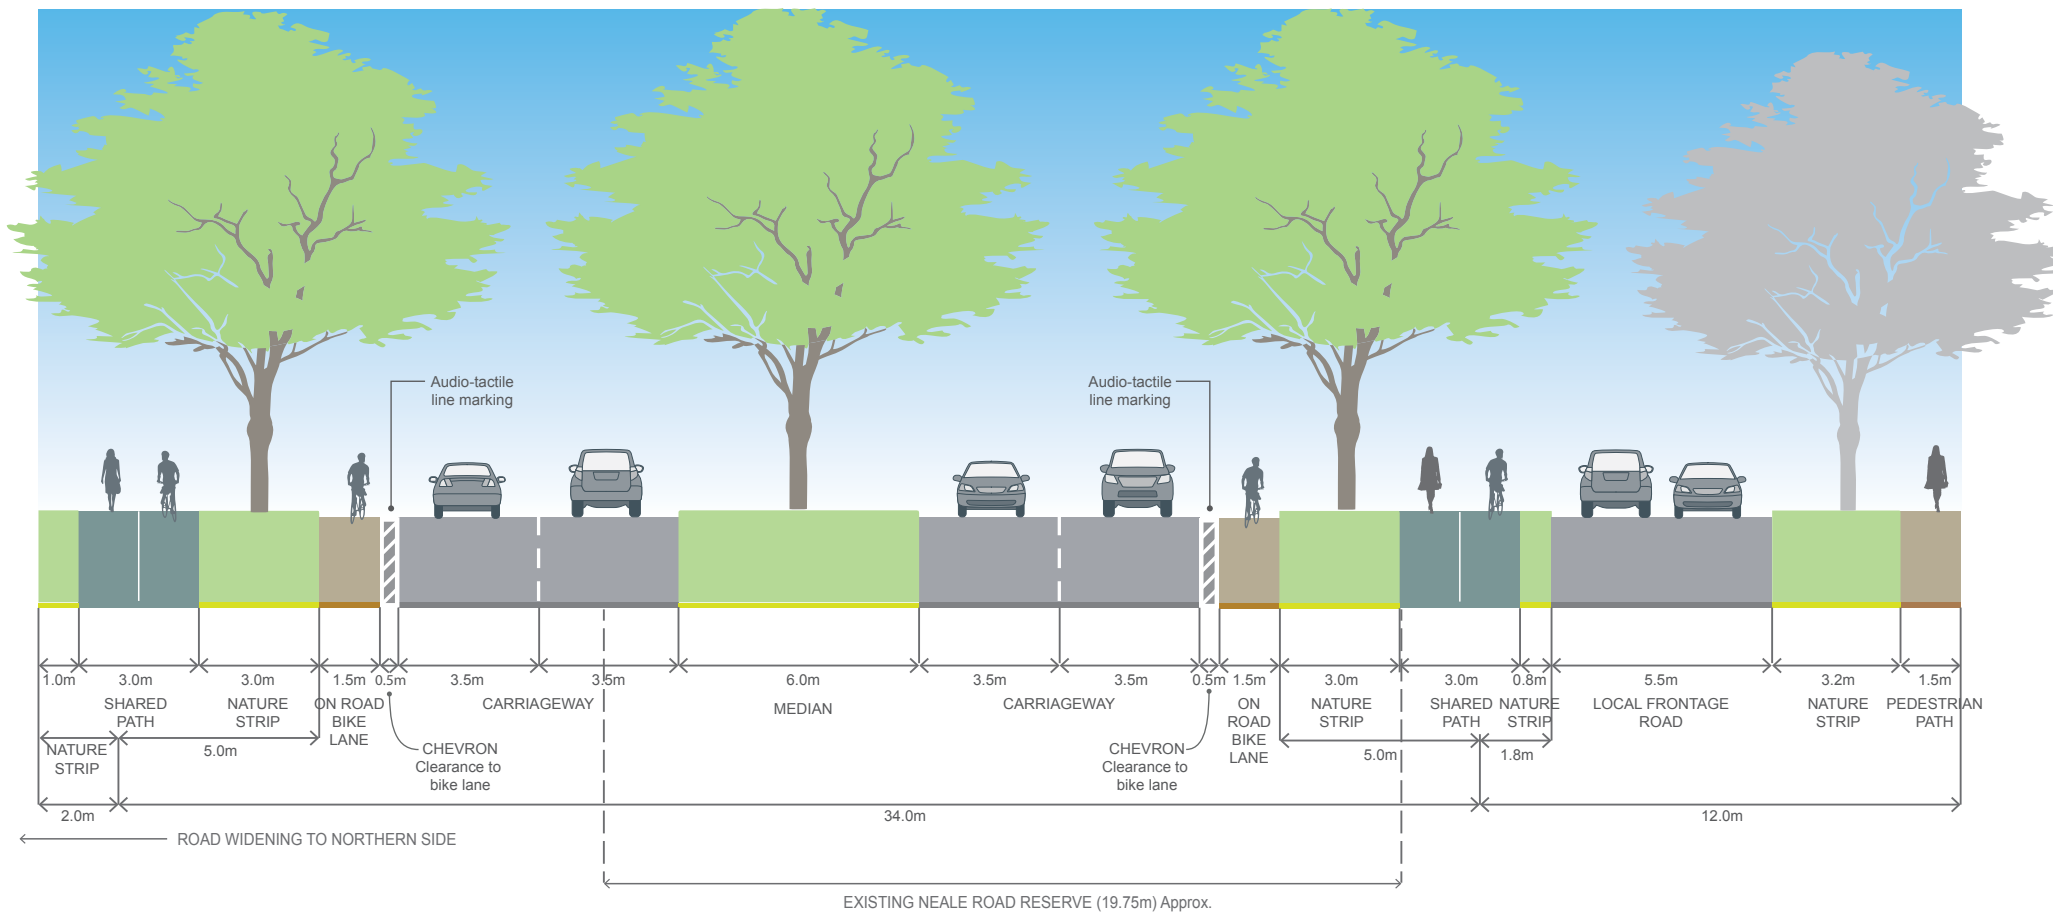 Audio-tactile
line marking
Audio-tactile
line marking
1.0m 3.0m 3.0m 1.5m 0.5m 3.5m 3.5m 6.0m 3.5m 3.5m 0.5m 1.5m 3.0m 3.0m 0.8m 5.5m 3.2m 1.5m
SHARED
PATH
NATURE
STRIP
ON ROAD
BIKE
LANE
CARRIAGEWAY
MEDIAN
CARRIAGEWAY
ON
ROAD
BIKE
LANE
NATURE
STRIP
SHARED
PATH
NATURE
STRIP
LOCAL FRONTAGE
ROAD
NATURE
STRIP
PEDESTRIAN
PATH
NATURE
STRIP
5.0m
CHEVRON
Clearance to
bike lane
CHEVRON
Clearance to
bike lane
5.0m
1.8m
2.0m 34.0m 12.0m
ROAD WIDENING TO NORTHERN SIDE
EXISTING NEALE ROAD RESERVE (19.75m) Approx.